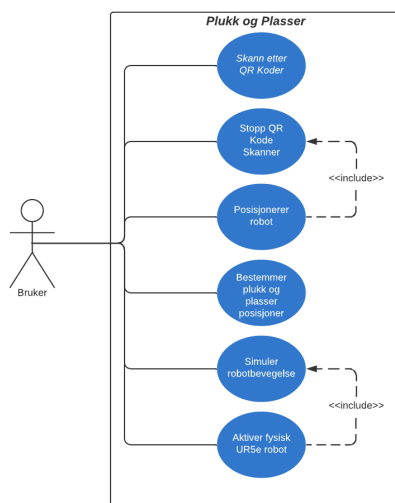 Plukk og Plasser
Skann etter
QR Koder
Stopp QR
Kode
Skanner
<<include>>
Posisjonerer
robot
Bruker
Bestemmer
plukk og
plasser
posisjoner
Simuler
robotbevegelse
<<include>>
Aktiver fysisk
UR5e robot